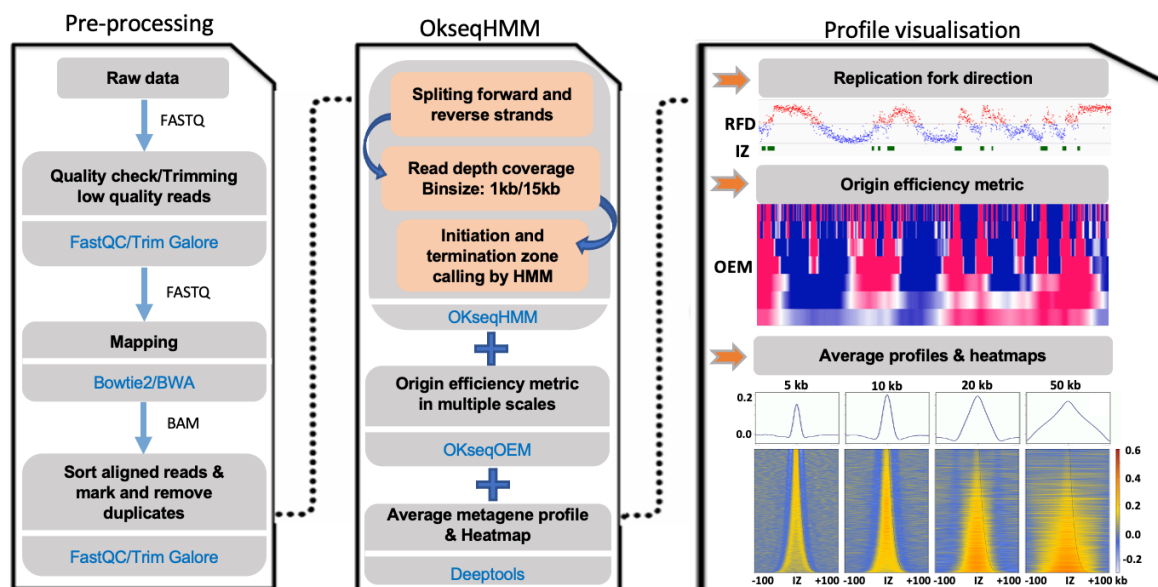 Pre-processing
Raw data
FASTQ
Quality check/Trimming
low quality reads
FastQC/Trim Galore
FASTQ
Mapping
Bowtie2/BWA
BAM
Sort aligned reads &
mark and remove
duplicates
FastQC/Trim Galore
OkseqHMM
Spliting forward and
reverse strands
Read depth coverage
Binsize: 1kb/15kb
Initiation and
termination zone
calling by HMM
OKseqHMM
Origin efficiency metric
in multiple scales
OKseqOEM
Average metagene profile
& Heatmap
Deeptools
Profile visualisation
Replication fork direction
RFD
IZ
Origin efficiency metric
OEM
Average profiles & heatmaps
5 kb 10 kb 20 kb 50 kb
0.2
0.0
0.6
0.4
0.2
0.0
-0.2
-100 IZ +100 -100 IZ +100 -100 IZ +100 -100 IZ +100 kb